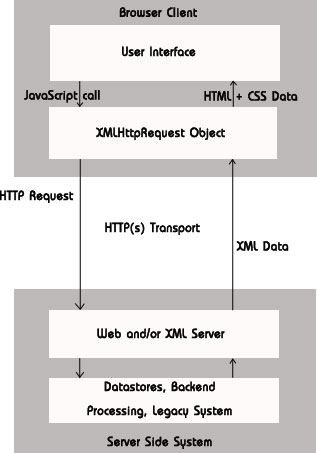 Browser Client
User Interface
JavaScript call
HTML + CSS Data
XMLHttpRequest Object
HTTP Request
HTTP(s) Transport
XML Data
Web and/or XML Server
Datastores, Backend
Processing, Legacy System
Server Side System